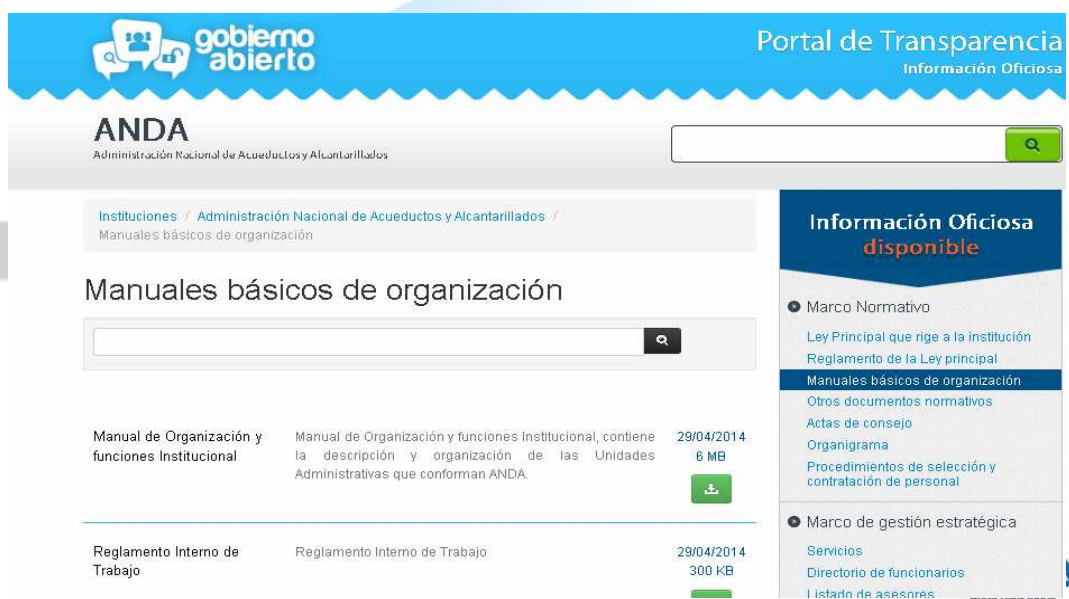 gobierno
abierto
Portal de Transparencia
Información Oficiosa
ANDA
Administración Nacional de Acueductos y Alcantarillados
Instituciones / Administración Nacional de Acueductos y Alcantarillados /
Manuales básicos de organización
Manuales básicos de organización
Manual de Organización y
funciones Institucional
Manual de Organización y funciones Institucional, contiene
la descripción y organización de las Unidades
Administrativas que conforman ANDA.
29/04/2014
6 MB
Reglamento Interno de
Trabajo
Reglamento Interno de Trabajo
29/04/2014
300 KB
Información Oficiosa
disponible
Marco Normativo
Ley Principal que rige a la institución
Reglamento de la Ley principal
Manuales básicos de organización
Otros documentos normativos
Actas de consejo
Organigrama
Procedimientos de selección y
contratación de personal
Marco de gestión estratégica
Servicios
Directorio de funcionarios
Listado de asesores